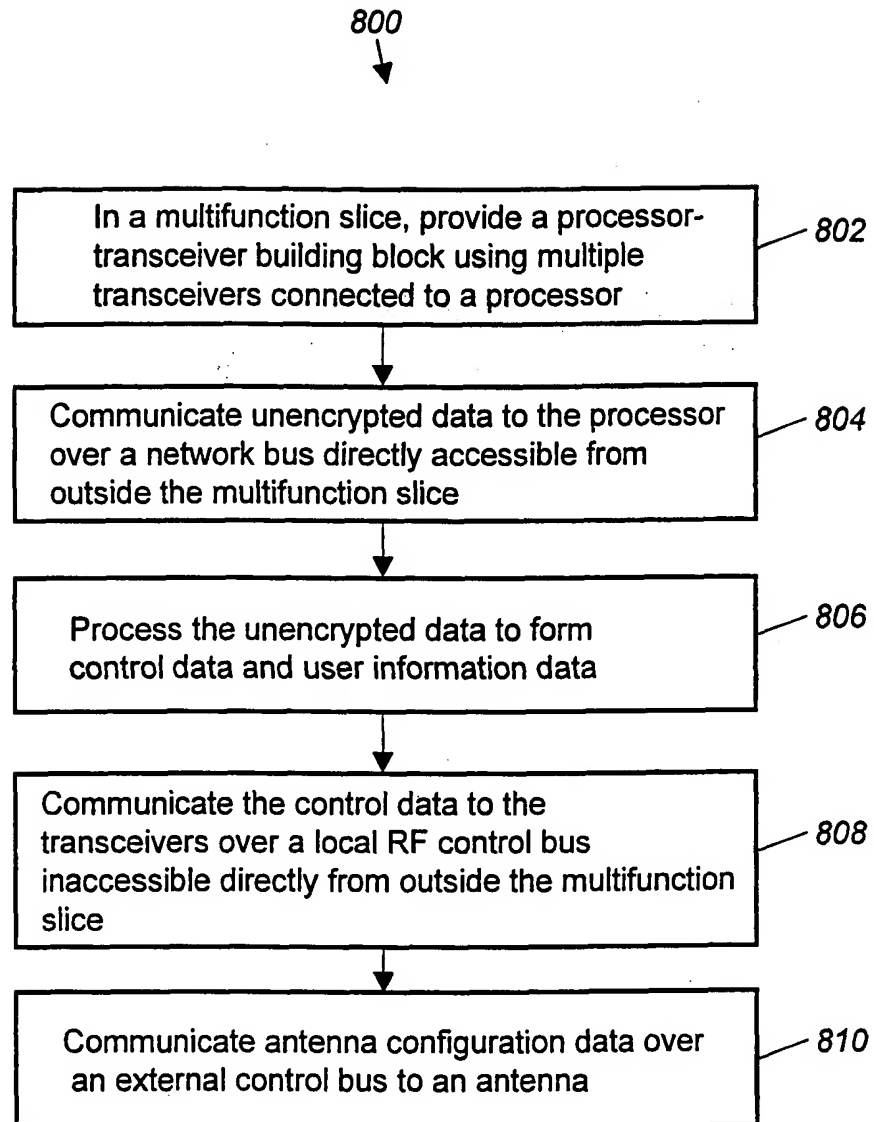 800
In a multifunction slice, provide a processor-
transceiver building block using multiple
transceivers connected to a processor
802
Communicate unencrypted data to the processor
over a network bus directly accessible from
outside the multifunction slice
804
Process the unencrypted data to form
control data and user information data
806
Communicate the control data to the
transceivers over a local RF control bus
inaccessible directly from outside the multifunction
slice
808
Communicate antenna configuration data over
an external control bus to an antenna
810